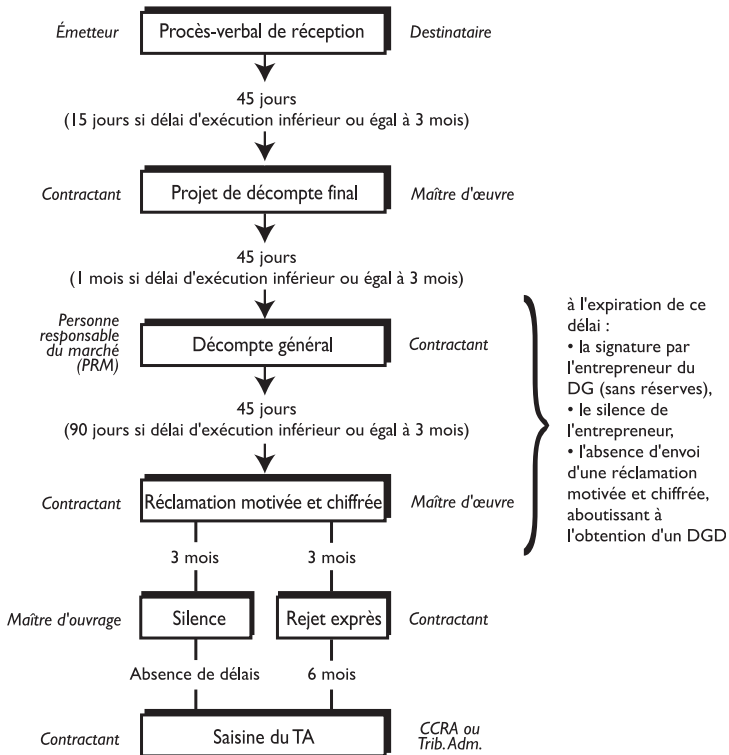 Émetteur
Procès-verbal de réception
Destinataire
45 jours
(15 jours si délai d'exécution inférieur ou égal à 3 mois)
Contractant
Projet de décompte final
Maître d'œuvre
45 jours
(1 mois si délai d'exécution inférieur ou égal à 3 mois)
Personne
responsable
du marché
(PRM)
Décompte général
Contractant
45 jours
(90 jours si délai d'exécution inférieur ou égal à 3 mois)
Contractant
Réclamation motivée et chiffrée
Maître d'œuvre
à l'expiration de ce
délai :
• la signature par
l'entrepreneur du
DG (sans réserves),
• le silence de
l'entrepreneur,
• l'absence d'envoi
d'une réclamation
motivée et chiffrée,
aboutissant à
l'obtention d'un DGD
3 mois
3 mois
Maître d'ouvrage
Silence
Rejet exprès
Contractant
Absence de délais
6 mois
Contractant
Saisine du TA
CCRA ou
Trib.Adm.